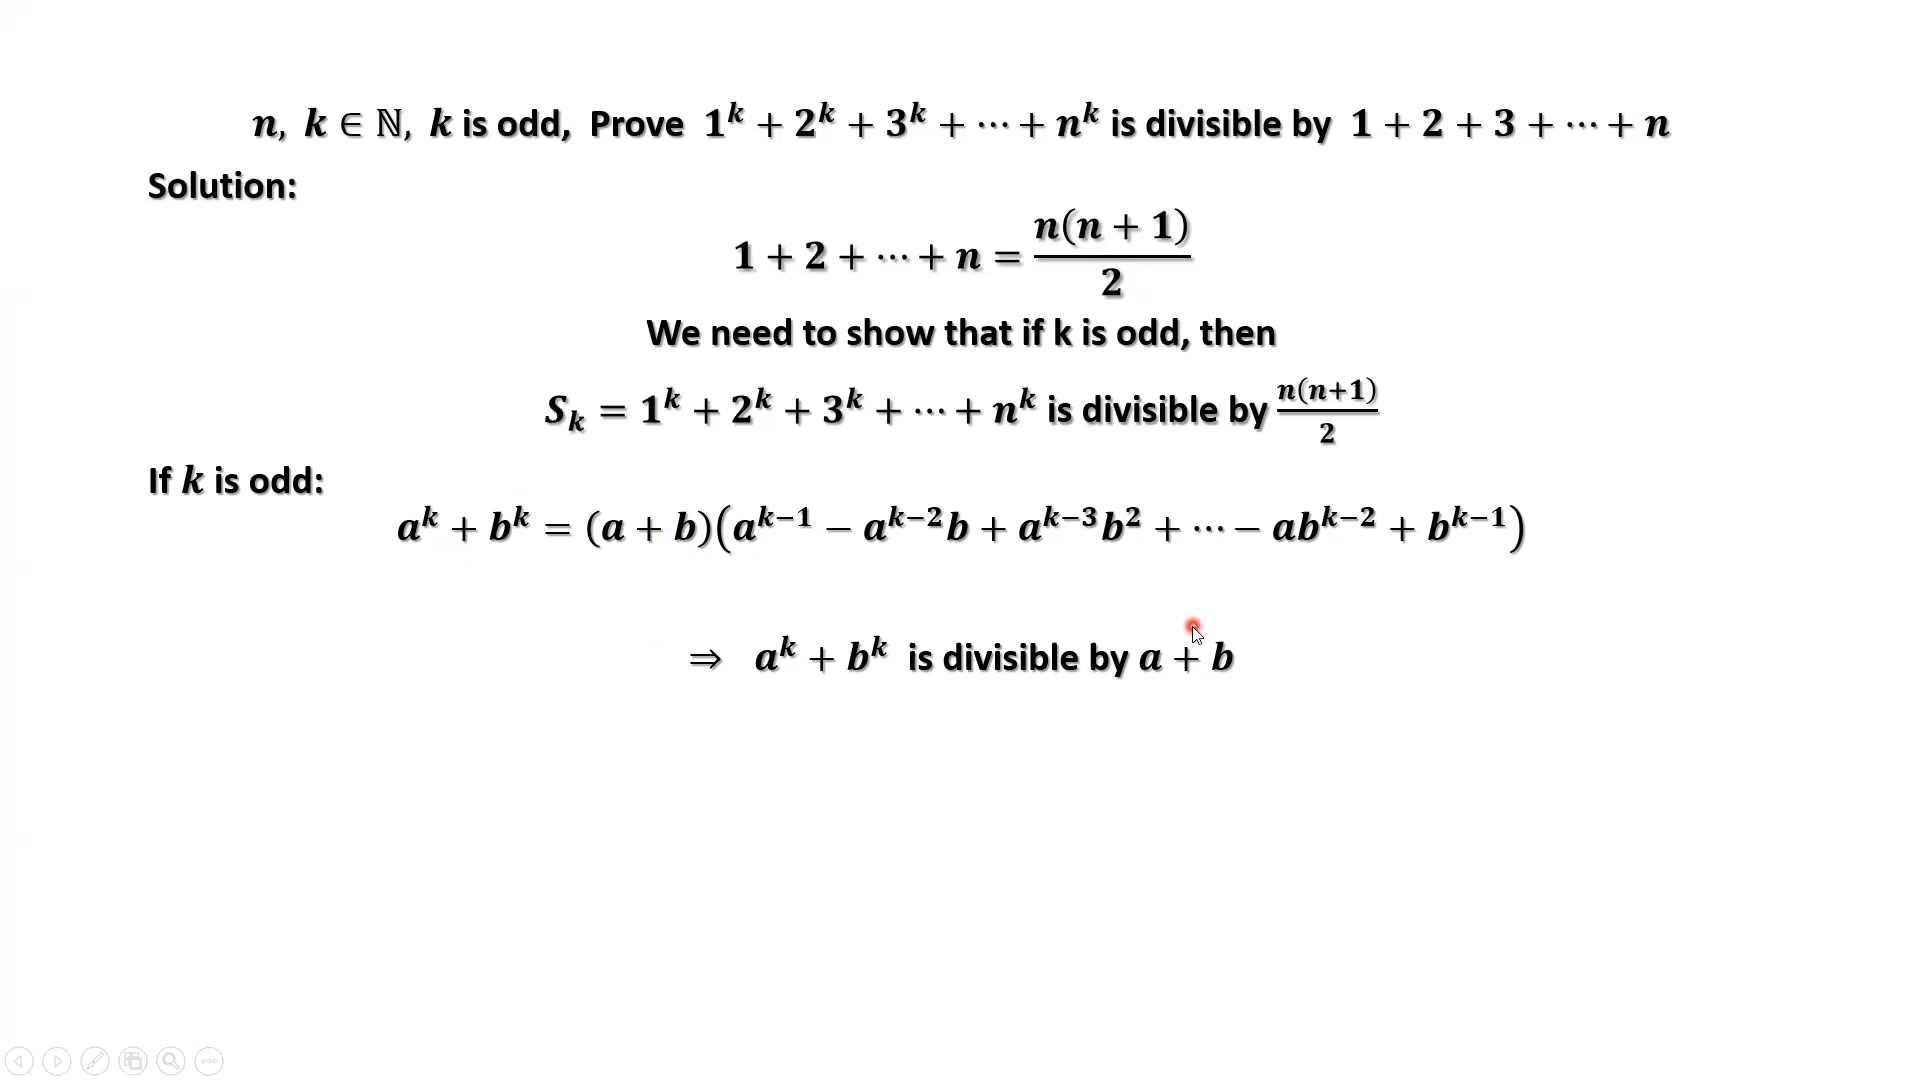 n, k ∈ ℕ, k is odd, Prove 1^k + 2^k + 3^k + ⋯ + n^k is divisible by 1 + 2 + 3 + ⋯ + n
Solution:
1 + 2 + ⋯ + n = n(n + 1)/2
We need to show that if k is odd, then
S_k = 1^k + 2^k + 3^k + ⋯ + n^k is divisible by n(n+1)/2
If k is odd:
a^k + b^k = (a + b)(a^{k−1} − a^{k−2}b + a^{k−3}b^2 + ⋯ − ab^{k−2} + b^{k−1})
⇒ a^k + b^k is divisible by a + b